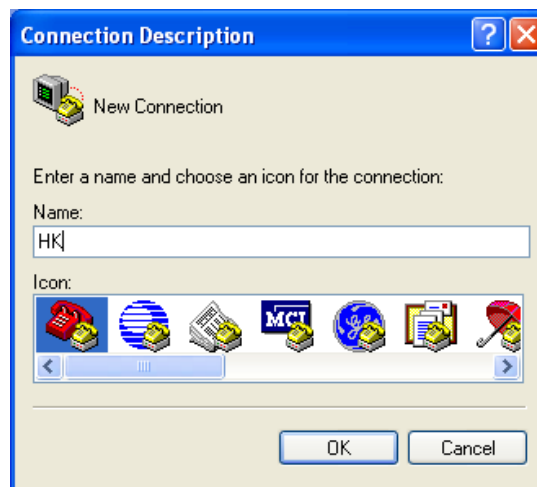 Connection Description
New Connection
Enter a name and choose an icon for the connection:
Name:
HK
Icon:
MCI
OK Cancel